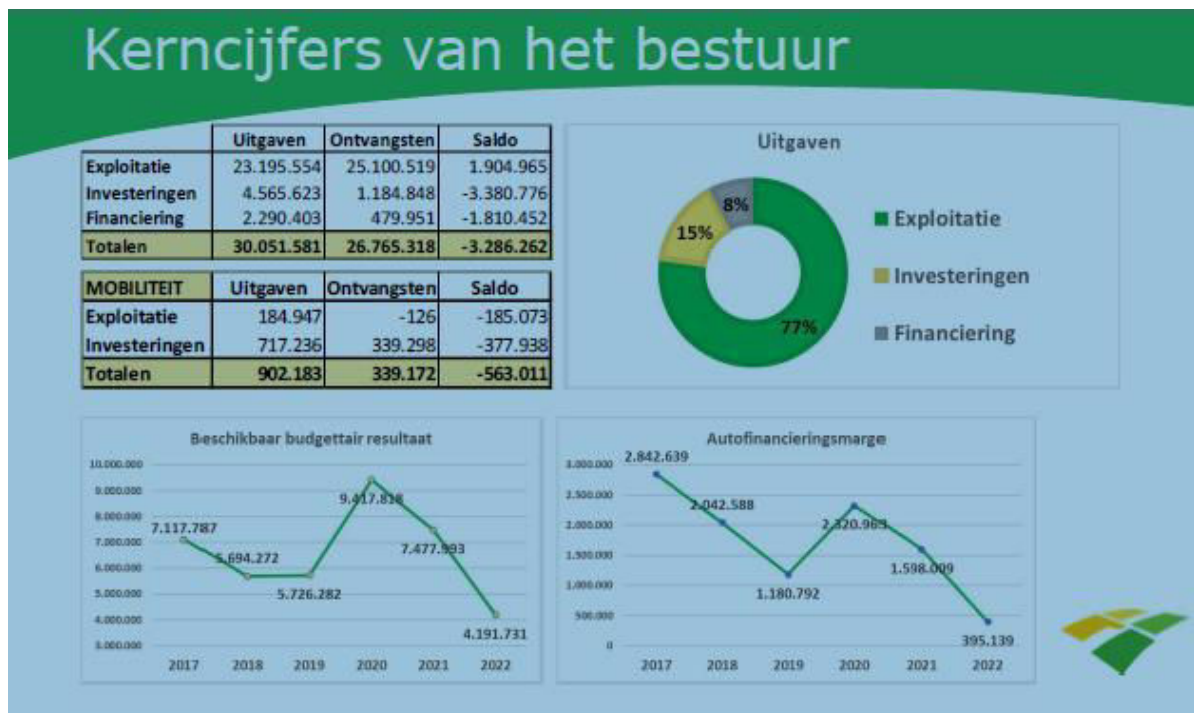 Kerncijfers van het bestuur
Uitgaven Ontvangsten Saldo
Exploitatie 23.195.554 25.100.519 1.904.965
Investeringen 4.565.623 1.184.848 -3.380.776
Financiering 2.290.403 479.951 -1.810.452
Totalen 30.051.581 26.765.318 -3.286.262
MOBILITEIT Uitgaven Ontvangsten Saldo
Exploitatie 184.947 -126 -185.073
Investeringen 717.236 339.298 -377.938
Totalen 902.183 339.172 -563.011
Uitgaven
8%
15%
77%
Exploitatie
Investeringen
Financiering
Beschikbaar budgettair resultaat
10.000.000
9.000.000
8.000.000
7.000.000
6.000.000
5.000.000
4.000.000
3.000.000
7.117.787
5.694.272
5.726.282
9.417.818
7.477.993
4.191.731
2017 2018 2019 2020 2021 2022
Autofinancieringsmarge
3.000.000
2.500.000
2.000.000
1.500.000
1.000.000
500.000
0
2.842.639
2.042.588
1.180.792
2.320.963
1.598.009
395.139
2017 2018 2019 2020 2021 2022